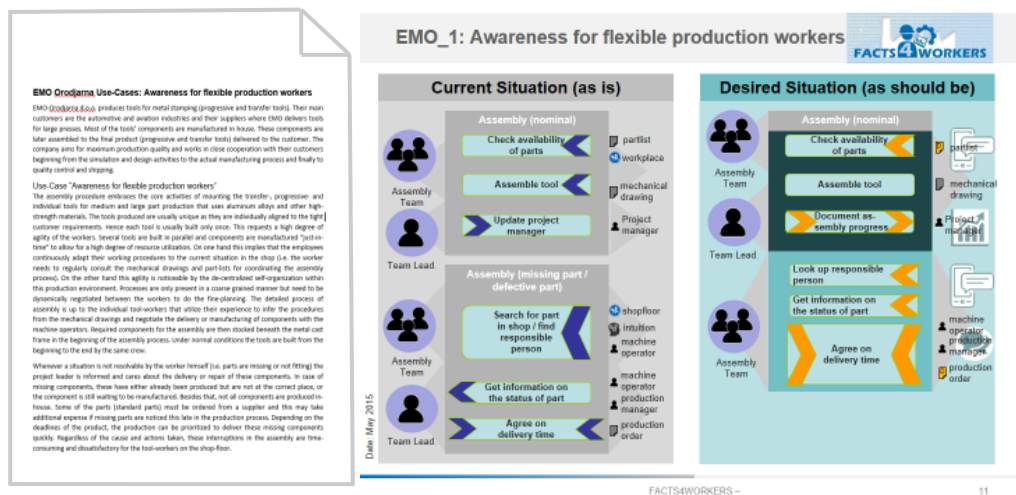 EMO Orodjarna Use-Cases: Awareness for flexible production workers
EMO-Orodjarna d.o.o. produces tools for metal stamping (progressive and transfer tools). Their main
customers are the automotive and aviation industries and their suppliers where EMO delivers tools
for large presses. Most of the tools' components are manufactured in house. These components are
later assembled to the final product (progressive and transfer tools) delivered to the customer. The
company aims for maximum production quality and works in close cooperation with their customers
beginning from the simulation and design activities to the actual manufacturing process and finally to
quality control and shipping.
Use-Case "Awareness for flexible production workers"
The assembly procedure embraces the core activities of mounting the transfer-, progressive- and
individual tools for medium and large part production that uses aluminum alloys and other high-
strength materials. The tools produced are usually unique as they are individually aligned to the tight
customer requirements. Hence each tool is usually built only once. This requests a high degree of
agility of the workers. Several tools are built in parallel and components are manufactured "just-in-
time" to allow for a high degree of resource utilization. On one hand this implies that the employees
continuously adapt their working procedures to the current situation in the shop (i.e. the worker
needs to regularly consult the mechanical drawings and part-lists for coordinating the assembly
process). On the other hand this agility is noticeable by the de-centralized self-organization within
this production environment. Processes are only present in a coarse grained manner but need to be
dynamically negotiated between the workers to do the fine-planning. The detailed process of
assembly is up to the individual tool-workers that utilize their experience to infer the procedures
from the mechanical drawings and negotiate the delivery or manufacturing of components with the
machine operators. Required components for the assembly are then stocked beneath the metal cast
frame in the beginning of the assembly process. Under normal conditions the tools are built from the
beginning to the end by the same crew.
Whenever a situation is not resolvable by the worker himself (i.e. parts are missing or not fitting) the
project leader is informed and cares about the delivery or repair of these components. In case of
missing components, these have either already been produced but are not at the correct place, or
the component is still waiting to be manufactured. Besides that, not all components are produced in-
house. Some of the parts (standard parts) must be ordered from a supplier and this may take
additional expense if missing parts are noticed this late in the production process. Depending on the
deadlines of the product, the production can be prioritized to deliver these missing components
quickly. Regardless of the cause and actions taken, these interruptions in the assembly are time-
consuming and dissatisfactory for the tool-workers on the shop-floor.
EMO_1: Awareness for flexible production workers
FACTS4WORKERS
Current Situation (as is)
Assembly (nominal)
Check availability
of parts
partlist
workplace
Assembly
Team
Assemble tool
mechanical
drawing
Update project
manager
Project
manager
Team Lead
Assembly (missing part /
defective part)
Search for part
in shop / find
responsible
person
shopfloor
intuition
machine
operator
Assembly
Team
Get information on
the status of part
machine
operator
production
manager
Agree on
delivery time
production
order
Team Lead
Date: May 2015
Desired Situation (as should be)
Assembly (nominal)
Check availability
of parts
partlist
Assembly
Team
Assemble tool
mechanical
drawing
Document as-
sembly progress
Project
manager
Team Lead
Look up responsible
person
Get information on
the status of part
Agree on
delivery time
machine
operator
production
manager
production
order
Assembly
Team
FACTS4WORKERS –
11